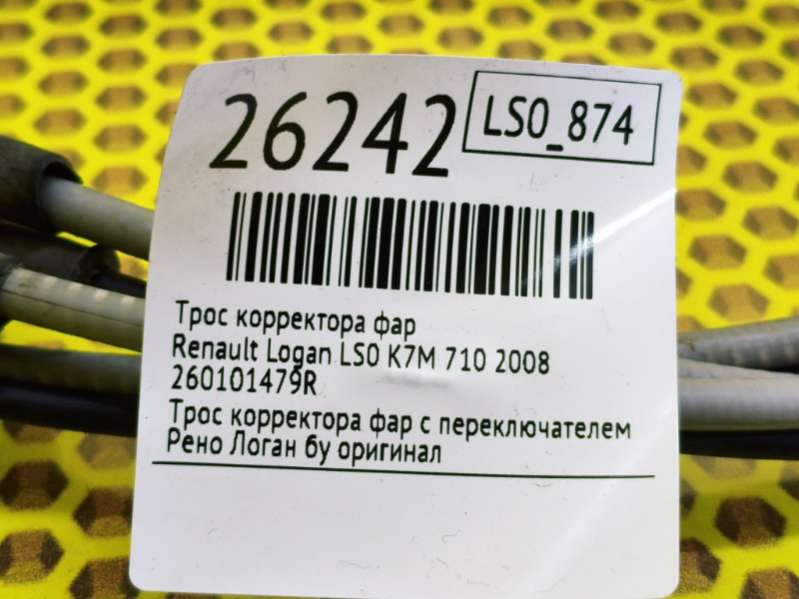 26242
LS0_874
Трос корректора фар
Renault Logan LS0 K7M 710 2008
260101479R
Трос корректора фар с переключателем
Рено Логан бу оригинал